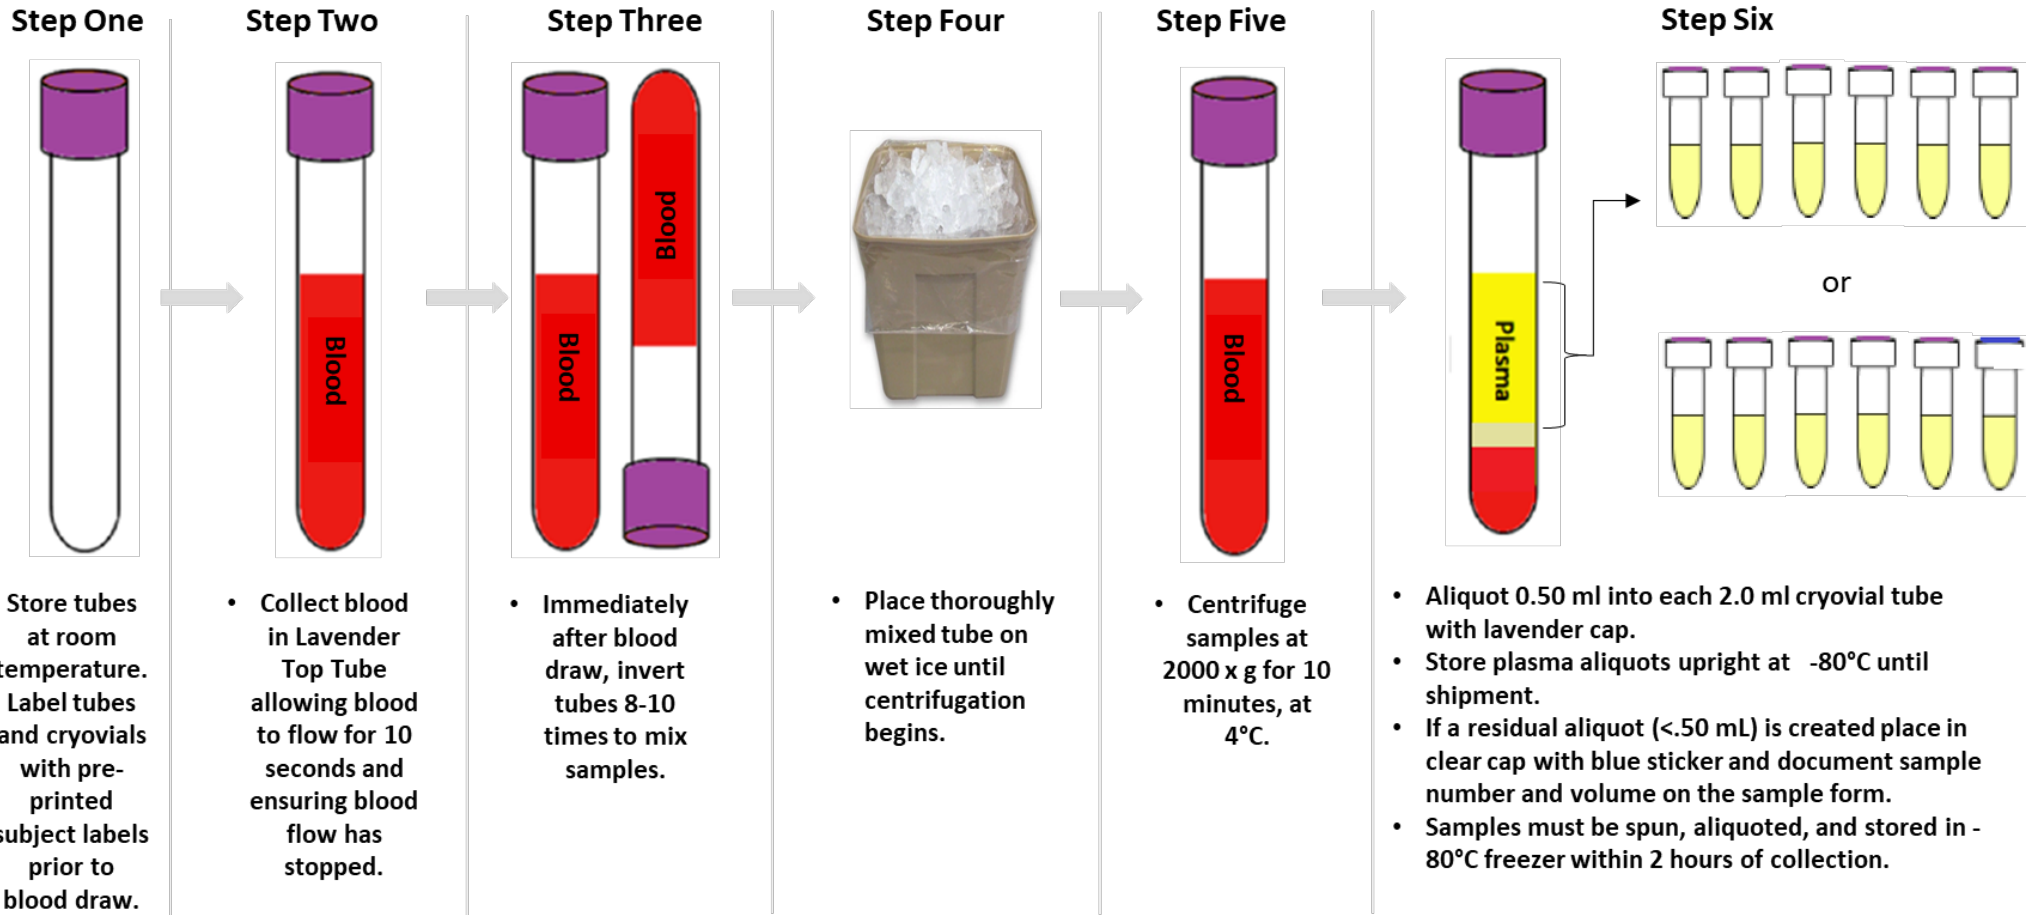 Step One
Store tubes
at room
temperature.
Label tubes
and cryovials
with pre-
printed
subject labels
prior to
blood draw.
Step Two
Blood
• Collect blood
in Lavender
Top Tube
allowing blood
to flow for 10
seconds and
ensuring blood
flow has
stopped.
Step Three
Blood
Blood
• Immediately
after blood
draw, invert
tubes 8-10
times to mix
samples.
Step Four
• Place thoroughly
mixed tube on
wet ice until
centrifugation
begins.
Step Five
Blood
• Centrifuge
samples at
2000 x g for 10
minutes, at
4°C.
Step Six
Plasma
or
• Aliquot 0.50 ml into each 2.0 ml cryovial tube
with lavender cap.
• Store plasma aliquots upright at -80°C until
shipment.
• If a residual aliquot (<.50 mL) is created place in
clear cap with blue sticker and document sample
number and volume on the sample form.
• Samples must be spun, aliquoted, and stored in -
80°C freezer within 2 hours of collection.